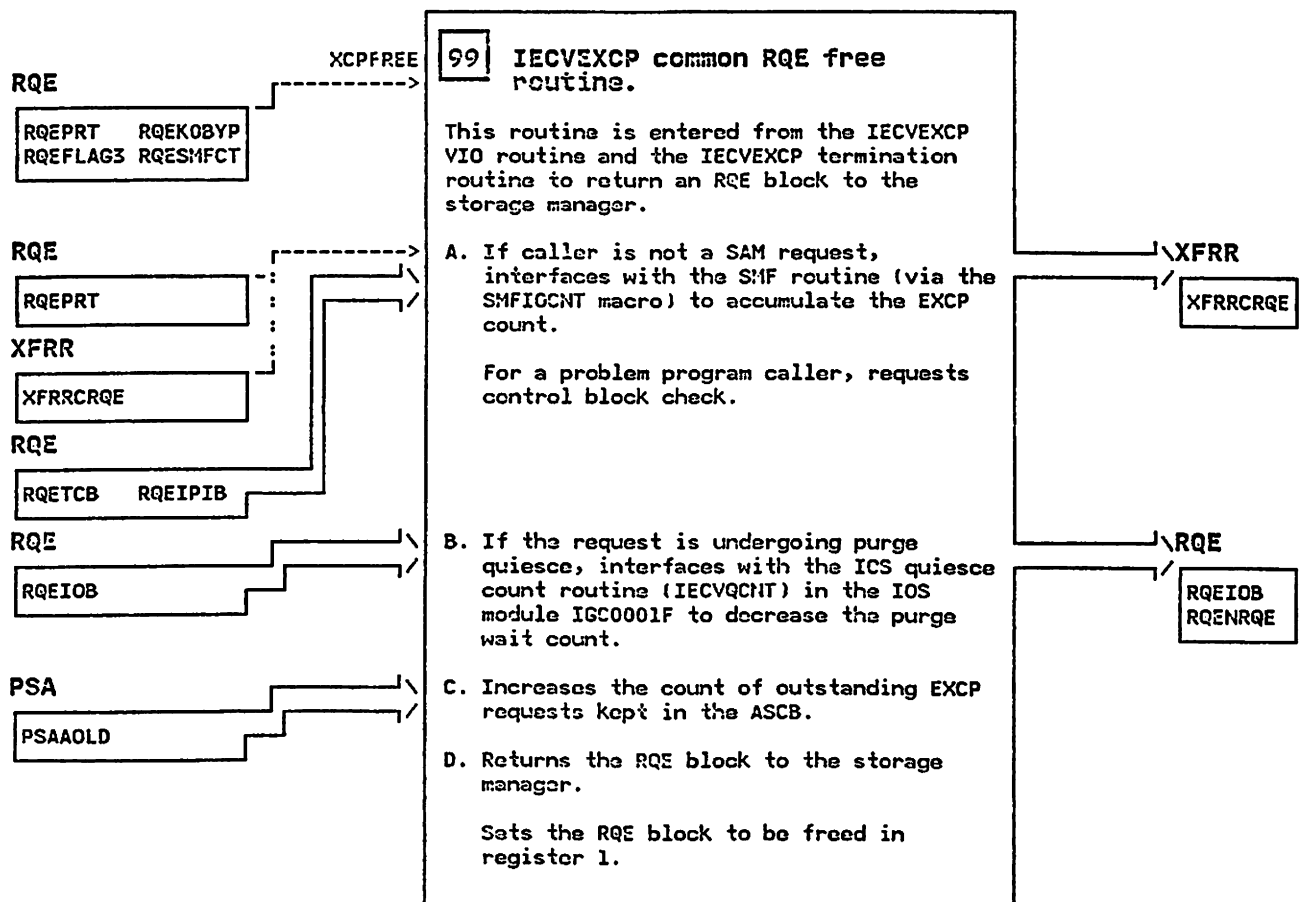 XCPFREE
99 IECVEXCP common RQE free
routine.
RQE
RQEPRT RQEKOBYP
RQEFLAG3 RQESMFCT
This routine is entered from the IECVEXCP
VIO routine and the IECVEXCP termination
routine to return an RQE block to the
storage manager.
RQE
RQEPRT
XFRR
XFRRCRQE
RQE
RQETCB RQEIPIB
A. If caller is not a SAM request,
interfaces with the SMF routine (via the
SMFIGCNT macro) to accumulate the EXCP
count.
For a problem program caller, requests
control block check.
XFRR
XFRRCRQE
RQE
RQEIOB
B. If the request is undergoing purge
quiesce, interfaces with the ICS quiesce
count routine (IECVQCNT) in the IOS
module IGC0001F to decrease the purge
wait count.
RQE
RQEIOB
RQENRQE
PSA
PSAAOLD
C. Increases the count of outstanding EXCP
requests kept in the ASCB.
D. Returns the RQE block to the storage
manager.
Sets the RQE block to be freed in
register 1.